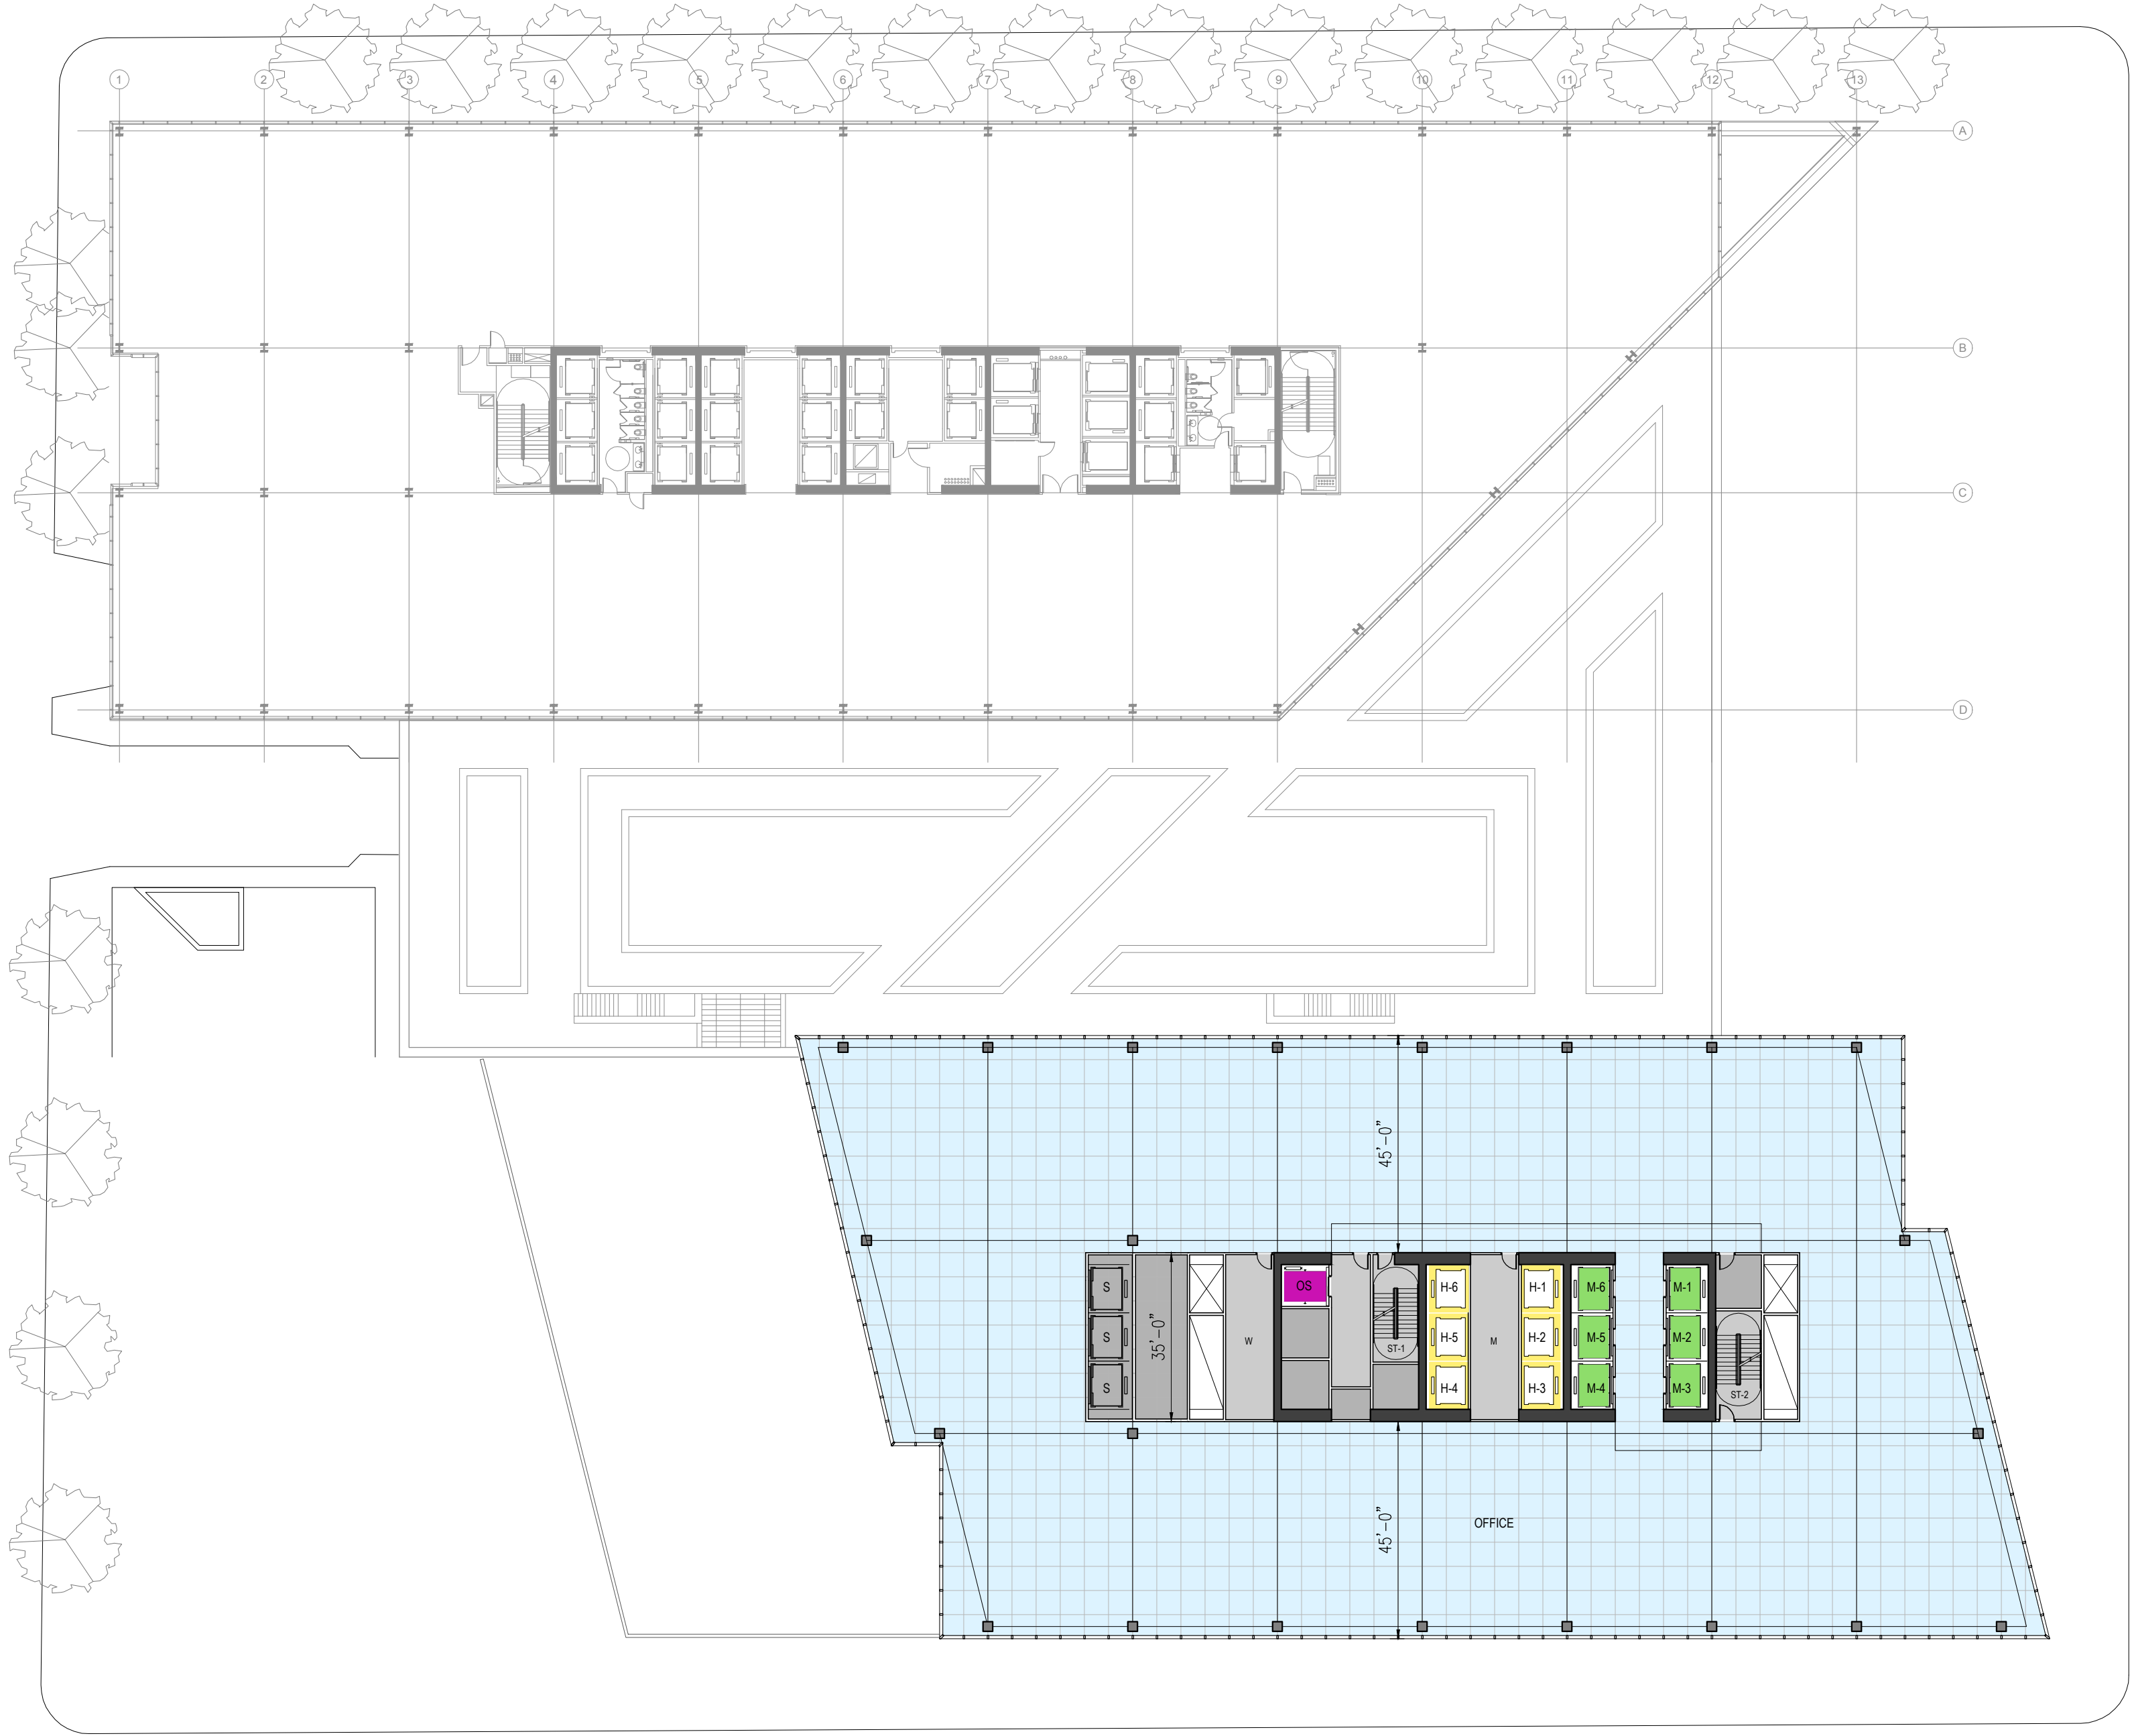 1 2 3 4 5 6 7 8 9 10 11 12 13
A
B
C
D
45'-0"
OS H-6 H-1 M-6 M-1
S
S
S
35'-0"
W
ST-1
H-5 M H-2 M-5 M-2
H-4 H-3 M-4 M-3
ST-2
45'-0"
OFFICE